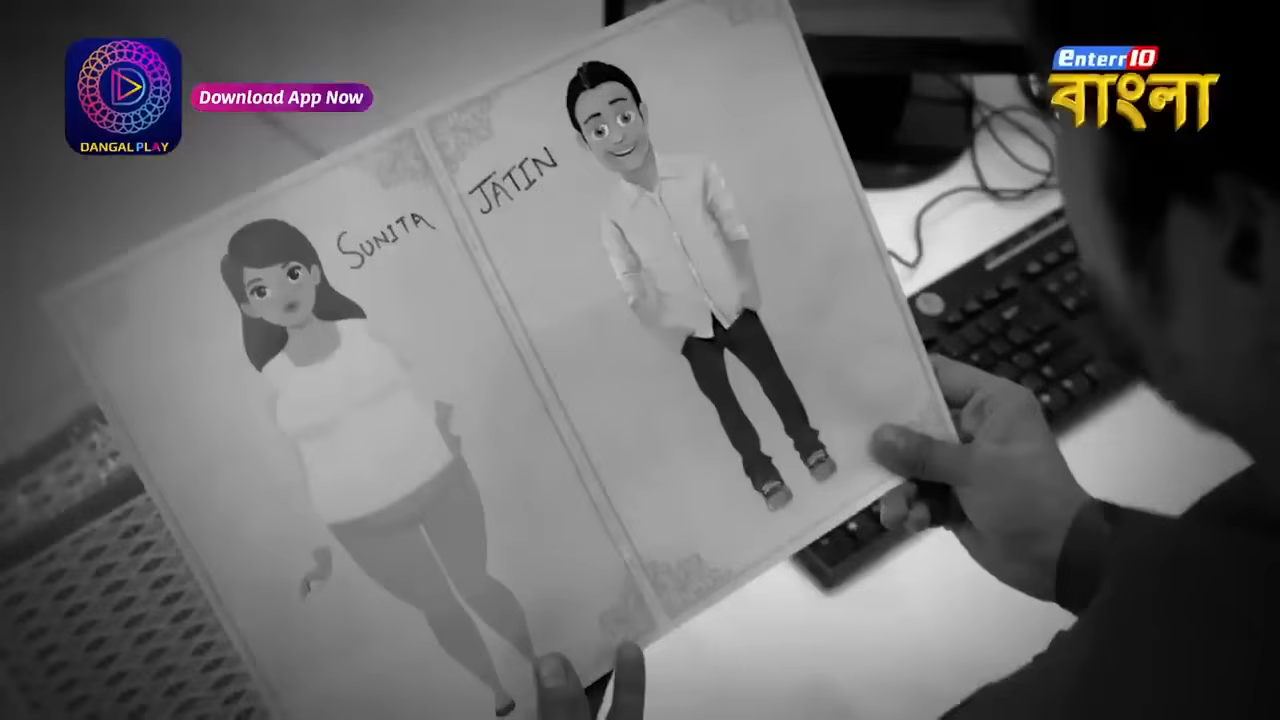 DANGAL PLAY
Download App Now
enterr10
বাংলা
SUNITA
JATIN